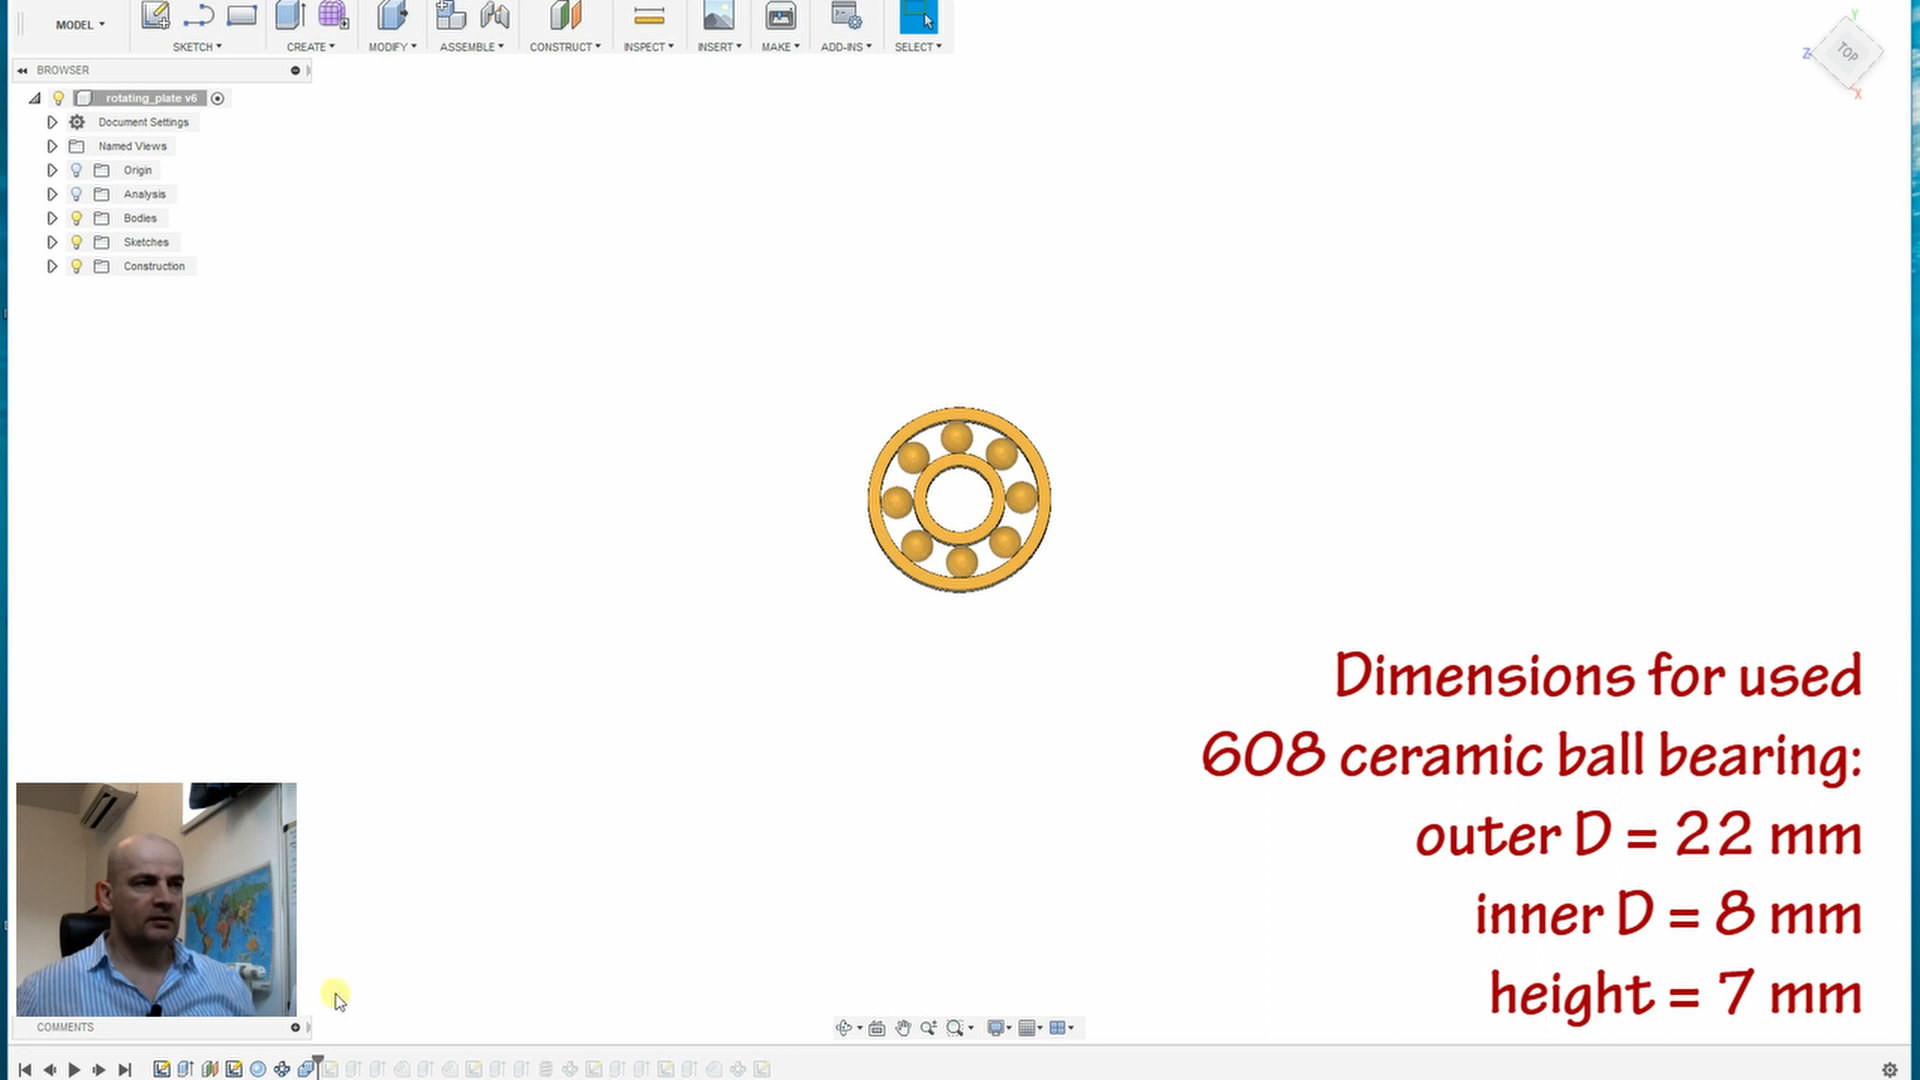 MODEL
SKETCH
CREATE
MODIFY
ASSEMBLE
CONSTRUCT
INSPECT
INSERT
MAKE
ADD-INS
SELECT
BROWSER
rotating_plate v6
Document Settings
Named Views
Origin
Analysis
Bodies
Sketches
Construction
Y
Z
TOP
X
Dimensions for used
608 ceramic ball bearing:
outer D = 22 mm
inner D = 8 mm
height = 7 mm
COMMENTS